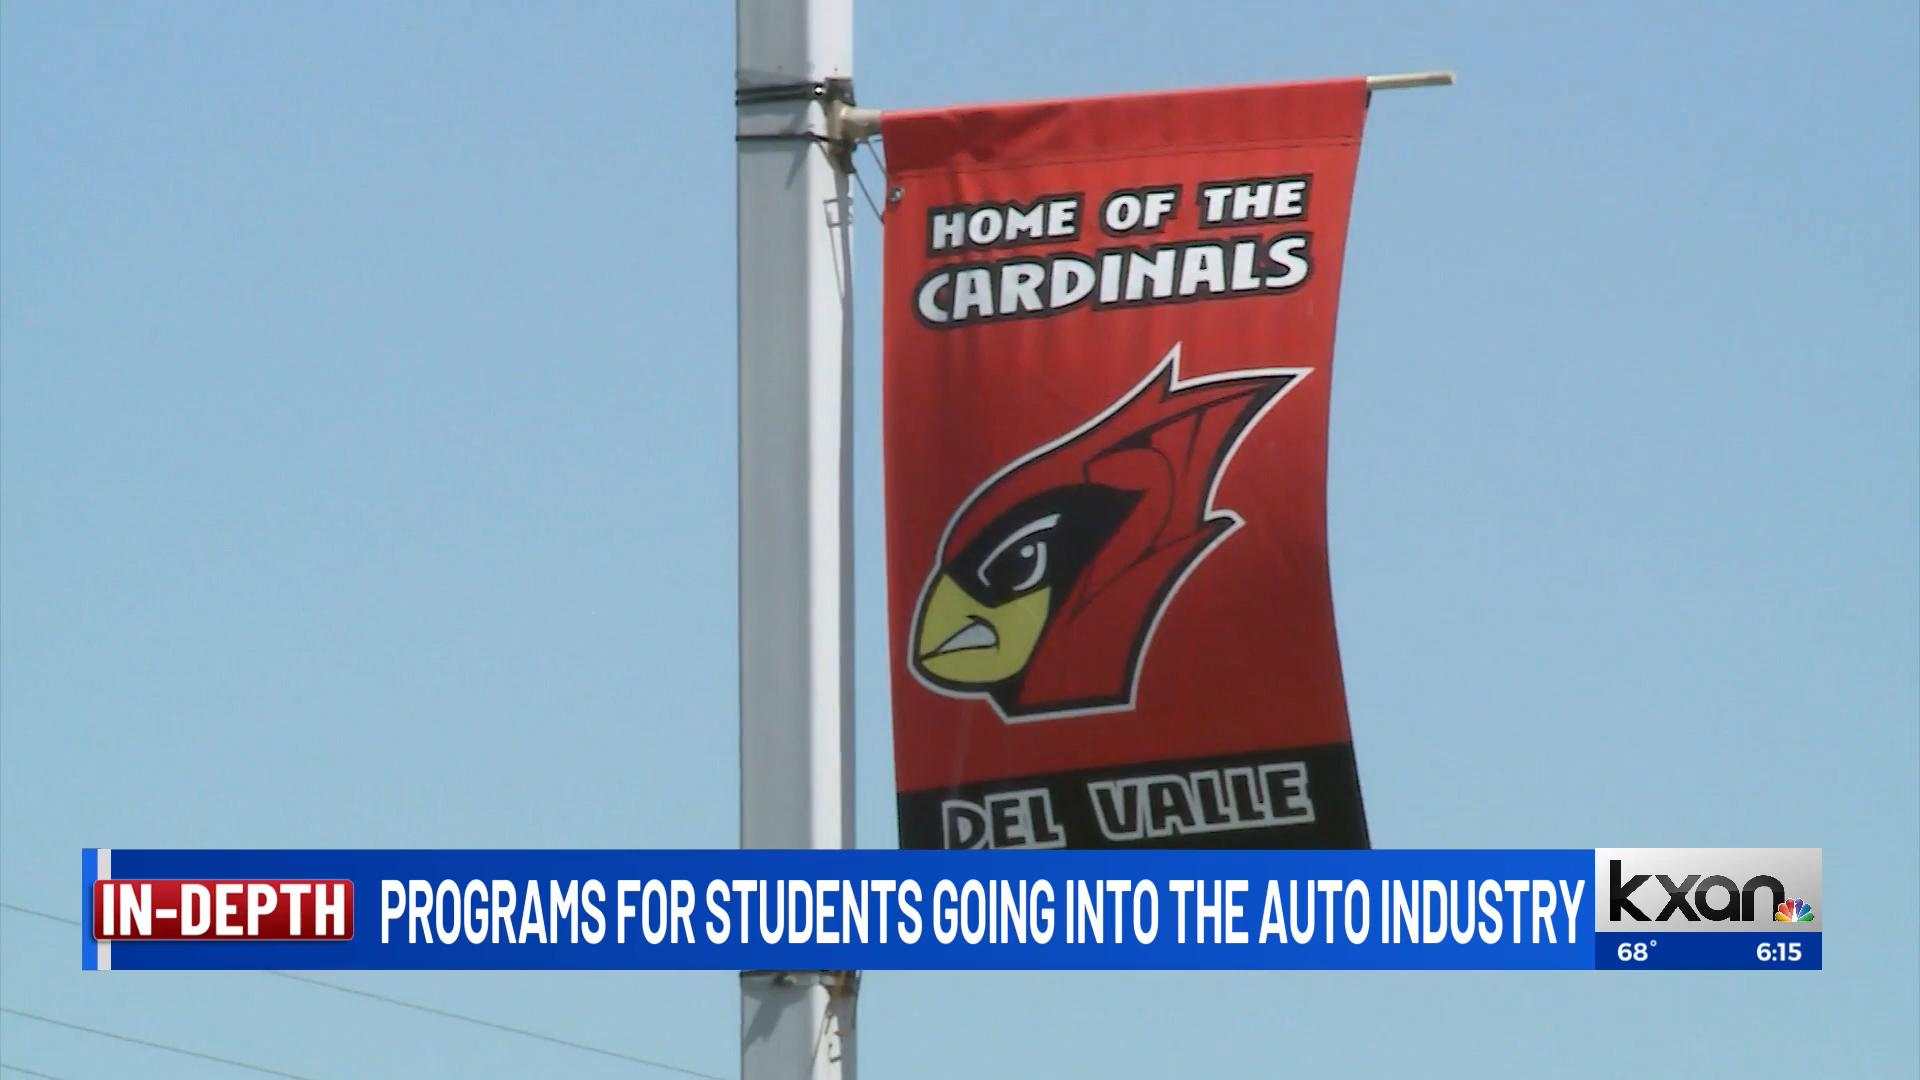 HOME OF THE
CARDINALS
DEL VALLE
IN-DEPTH
PROGRAMS FOR STUDENTS GOING INTO THE AUTO INDUSTRY
kxan
68°
6:15